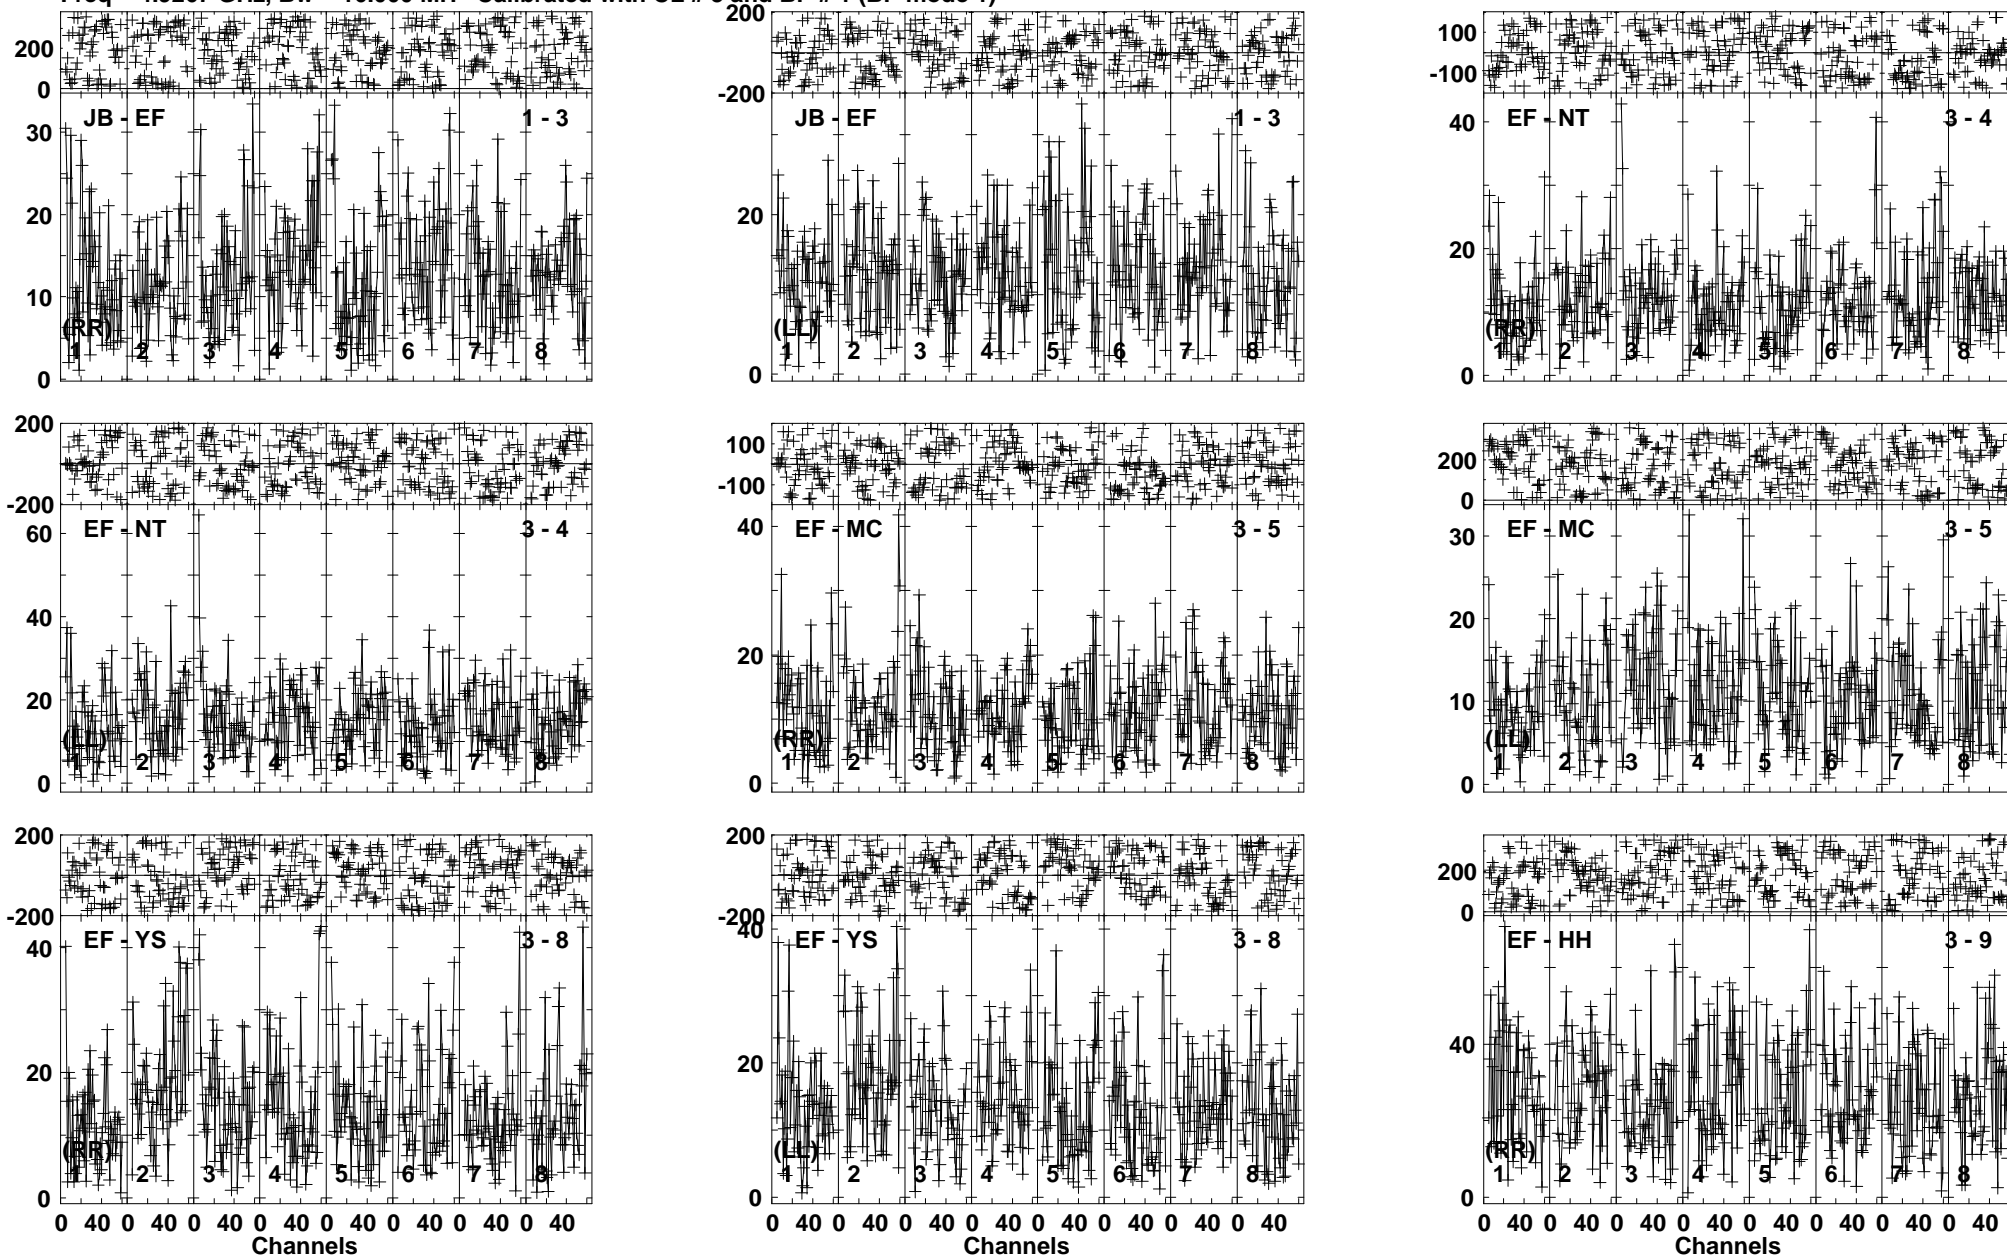 200 200 100
0 -200 -100
JB - EF 1 - 3 JB - EF 1 - 3 EF - NT 3 - 4
30 20 10 0 (RR) 1 2 3 4 5 6 7 8
20 0 (LL) 1 2 3 4 5 6 7 8
40 20 0 (RR) 1 2 3 4 5 6 7 8
200 100 200
-200 -100 0
EF - NT 3 - 4 EF - MC 3 - 5 EF - MC 3 - 5
60 40 20 0 (LL) 1 2 3 4 5 6 7 8
40 20 0 (RR) 1 2 3 4 5 6 7 8
30 20 10 0 (LL) 1 2 3 4 5 6 7 8
200 200 200
-200 -200 0
EF - YS 3 - 8 EF - YS 3 - 8 EF - HH 3 - 9
40 20 0 (RR) 1 2 3 4 5 6 7 8
40 20 0 (LL) 1 2 3 4 5 6 7 8
40 0 (RR) 1 2 3 4 5 6 7 8
0 40 0 40 0 40 0 40 0 40 0 40 0 40 0 40
0 40 0 40 0 40 0 40 0 40 0 40 0 40 0 40
0 40 0 40 0 40 0 40 0 40 0 40 0 40 0 40
Channels Channels Channels